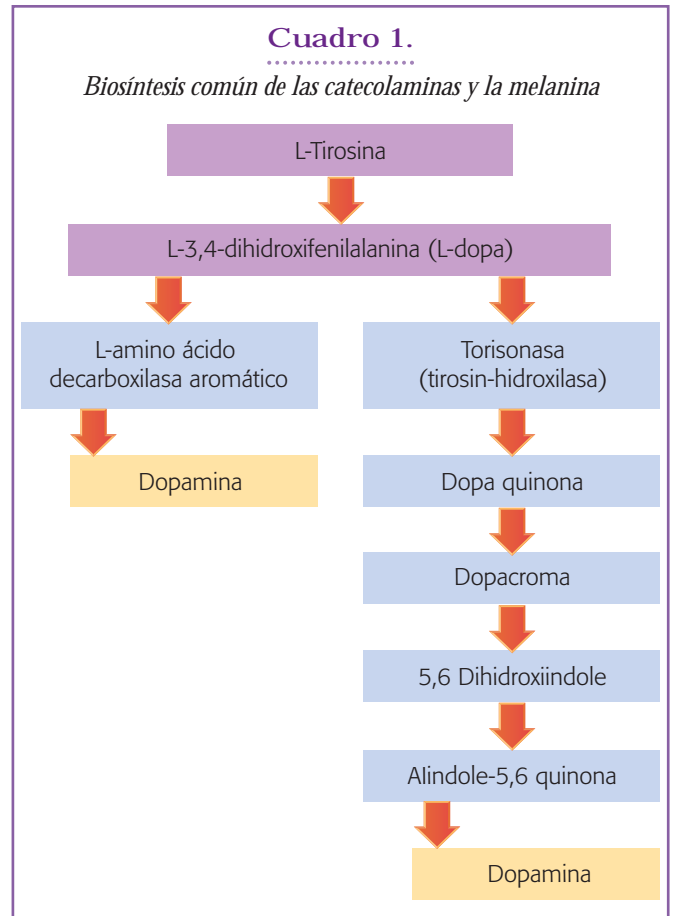 Cuadro 1.
Biosíntesis común de las catecolaminas y la melanina
L-Tirosina
L-3,4-dihidroxifenilalanina (L-dopa)
L-amino ácido
decarboxilasa aromático
Dopamina
Torisonasa
(tirosin-hidroxilasa)
Dopa quinona
Dopacroma
5,6 Dihidroxiindole
Alindole-5,6 quinona
Dopamina